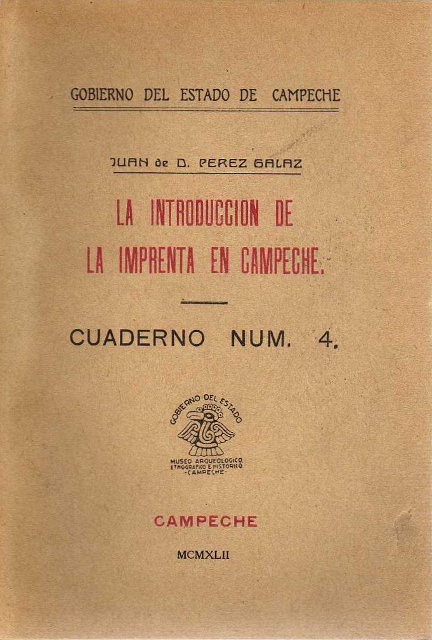 GOBIERNO DEL ESTADO DE CAMPECHE
JUAN de D. PEREZ GALAZ
LA INTRODUCCION DE
LA IMPRENTA EN CAMPECHE.
CUADERNO NUM. 4.
GOBIERNO DEL ESTADO
MUSEO ARQUEOLOGICO
ETNOGRAFICO E HISTORICO
-CAMPECHE-
CAMPECHE
MCMXLII